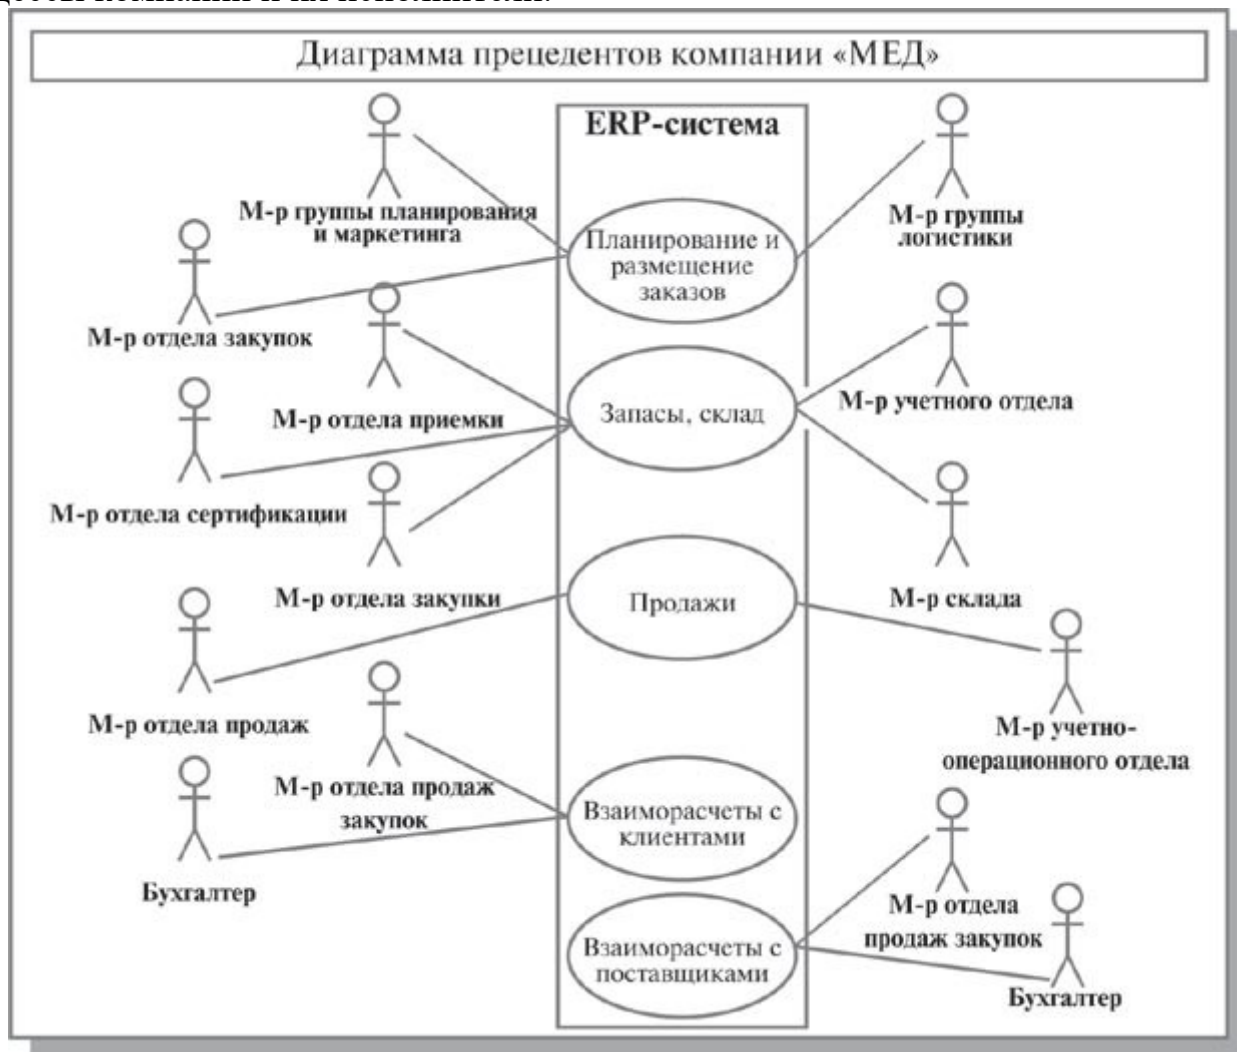 Диаграмма прецедентов компании «МЕД»
ERP-система
М-р группы планирования
и маркетинга
М-р группы
логистики
Планирование и
размещение
заказов
М-р отдела закупок
М-р отдела приемки
Запасы, склад
М-р учетного отдела
М-р отдела сертификации
М-р отдела закупки
Продажи
М-р склада
М-р отдела продаж
М-р учетно-
операционного отдела
М-р отдела продаж
закупок
Взаиморасчеты с
клиентами
Бухгалтер
М-р отдела
продаж закупок
Взаиморасчеты с
поставщиками
Бухгалтер